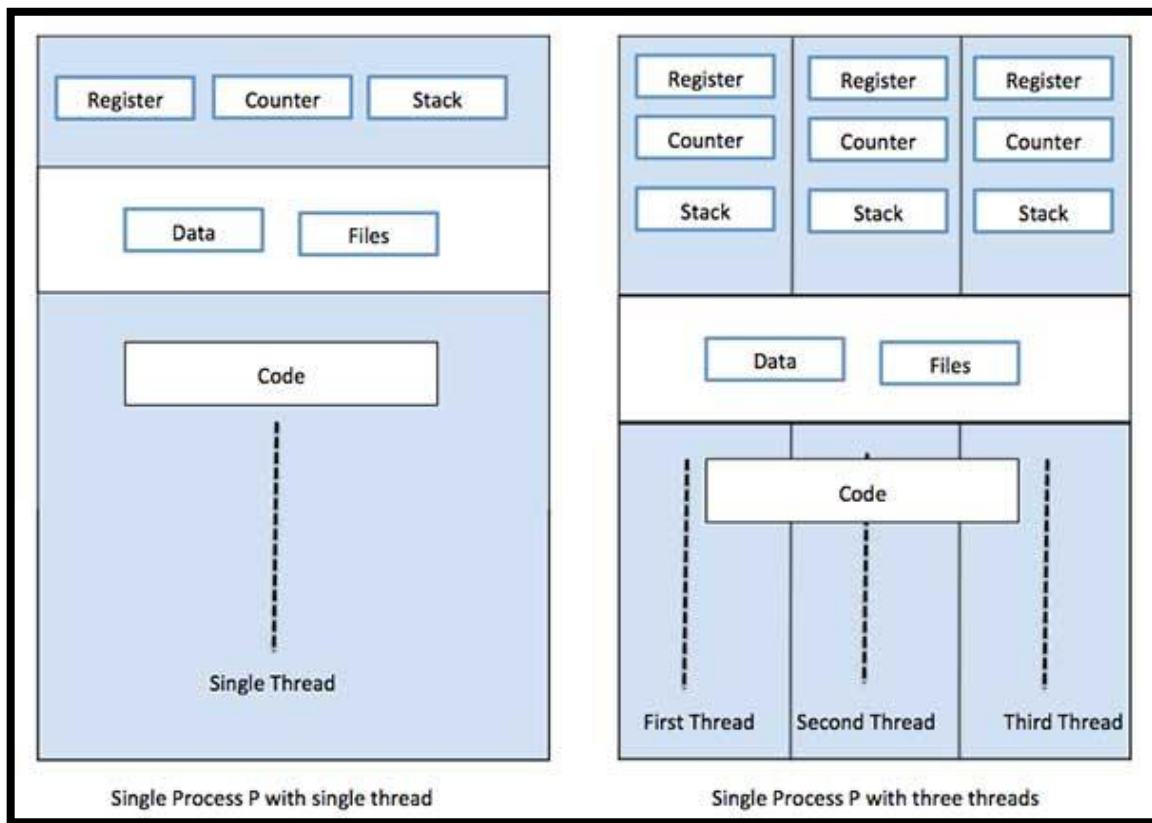 Register
Counter
Stack
Data
Files
Code
Single Thread
Single Process P with single thread
Register
Register
Register
Counter
Counter
Counter
Stack
Stack
Stack
Data
Files
Code
First Thread
Second Thread
Third Thread
Single Process P with three threads